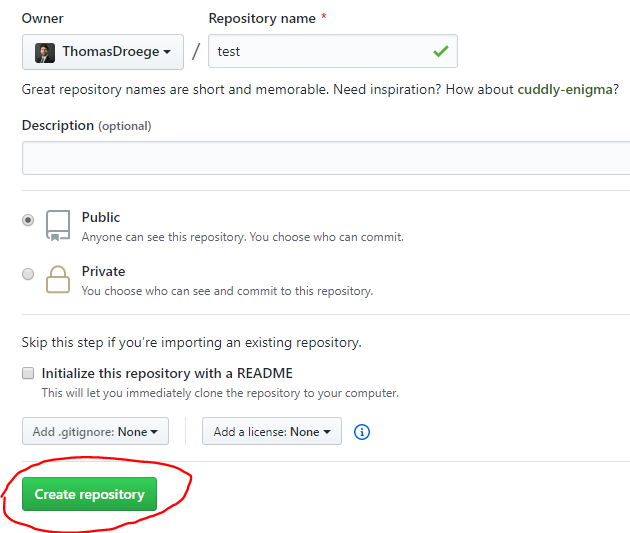 Owner Repository name *
ThomasDroege / test
Great repository names are short and memorable. Need inspiration? How about cuddly-enigma?
Description (optional)
Public
Anyone can see this repository. You choose who can commit.
Private
You choose who can see and commit to this repository.
Skip this step if you’re importing an existing repository.
Initialize this repository with a README
This will let you immediately clone the repository to your computer.
Add .gitignore: None Add a license: None
Create repository